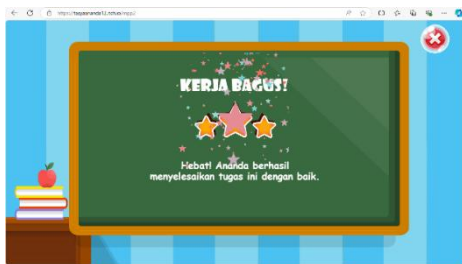 KERJA BAGUS!
Hebat! Ananda berhasil
menyelesaikan tugas ini dengan baik.